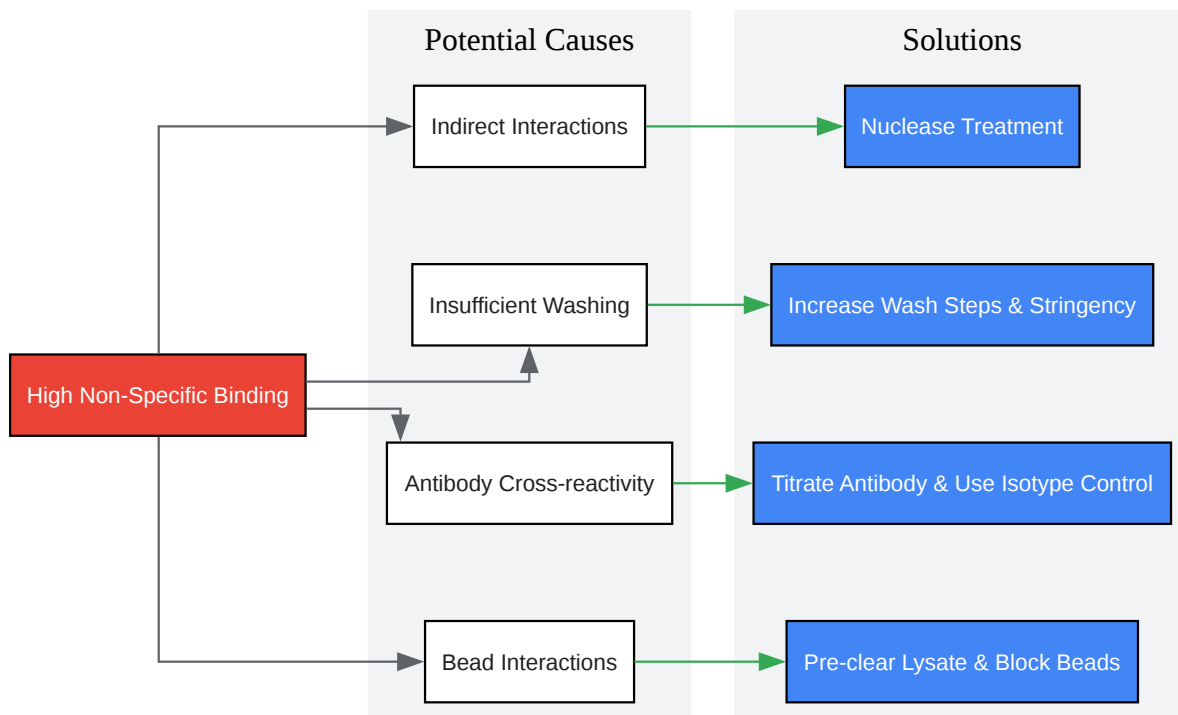 Potential Causes
Solutions
Indirect Interactions
Nuclease Treatment
Insufficient Washing
Increase Wash Steps & Stringency
High Non-Specific Binding
Antibody Cross-reactivity
Titrate Antibody & Use Isotype Control
Bead Interactions
Pre-clear Lysate & Block Beads